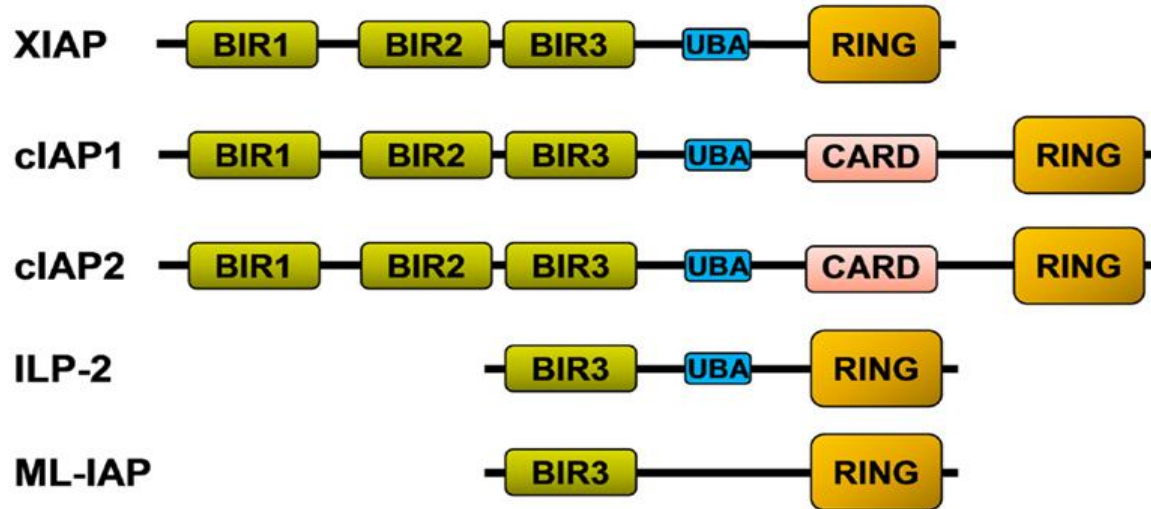 XIAP BIR1 BIR2 BIR3 UBA RING
cIAP1 BIR1 BIR2 BIR3 UBA CARD RING
cIAP2 BIR1 BIR2 BIR3 UBA CARD RING
ILP-2 BIR3 UBA RING
ML-IAP BIR3 RING